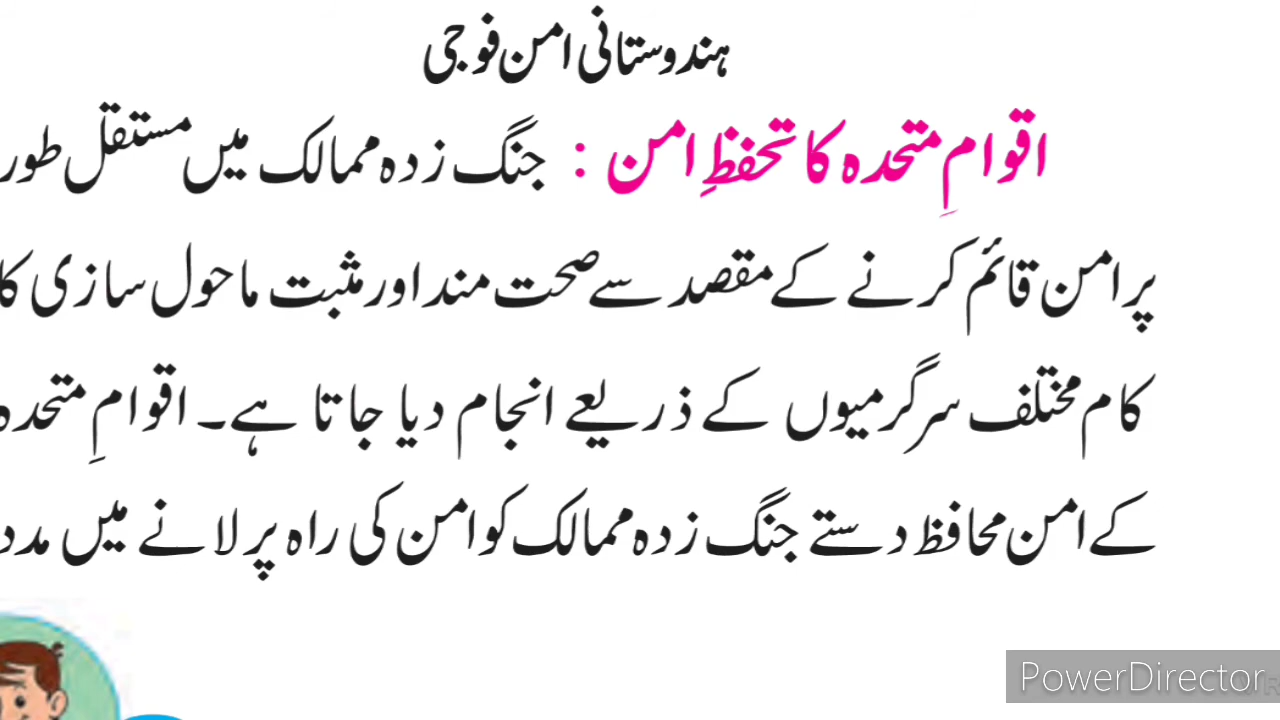 ہندوستانی امن فوجی
اقوامِ متحدہ کا تحفظِ امن : جنگ زدہ ممالک میں مستقل طور
پر امن قائم کرنے کے مقصد سے صحت مند اور مثبت ماحول سازی کا
کام مختلف سرگرمیوں کے ذریعے انجام دیا جاتا ہے۔ اقوامِ متحدہ
کے امن محافظ دستے جنگ زدہ ممالک کو امن کی راہ پر لانے میں مدد
PowerDirector